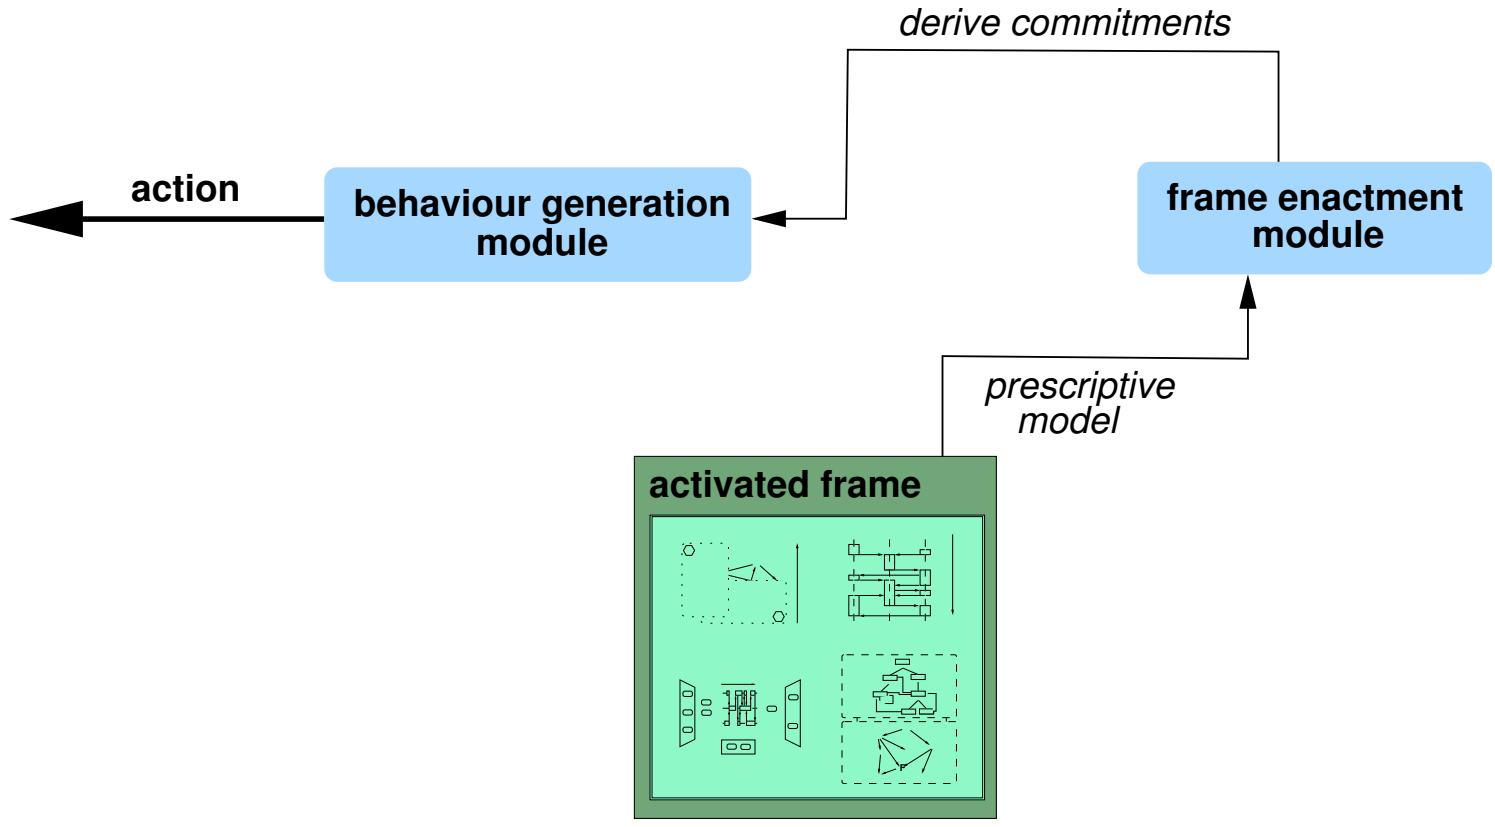 derive commitments
action
behaviour generation
module
frame enactment
module
prescriptive
model
activated frame